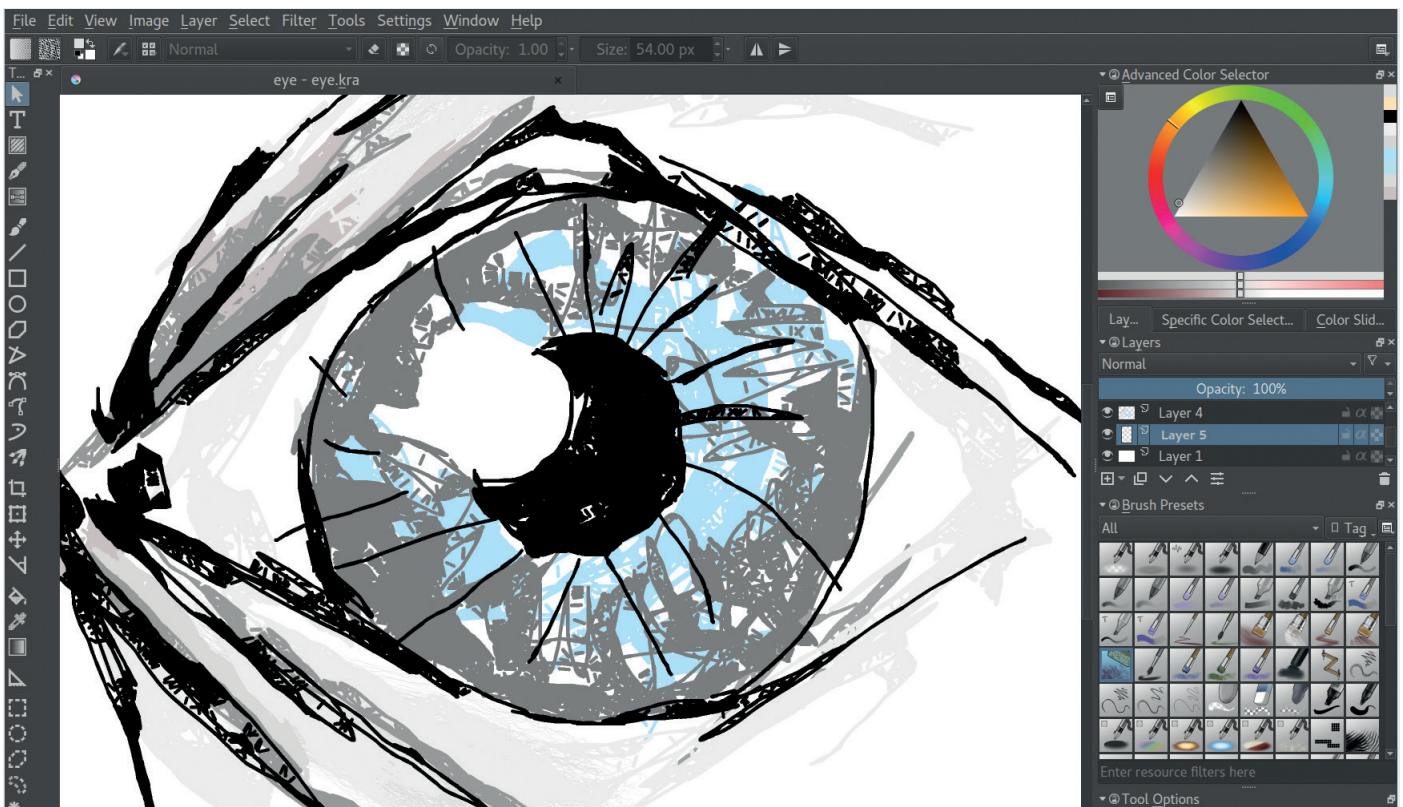 File Edit View Image Layer Select Filter Tools Settings Window Help
Normal
Opacity: 1.00
Size: 54.00 px
T...
eye - eye.kra
Advanced Color Selector
Lay... Specific Color Select... Color Slid...
Layers
Normal
Opacity: 100%
Layer 4
Layer 5
Layer 1
Brush Presets
All
Tag
Enter resource filters here
Tool Options